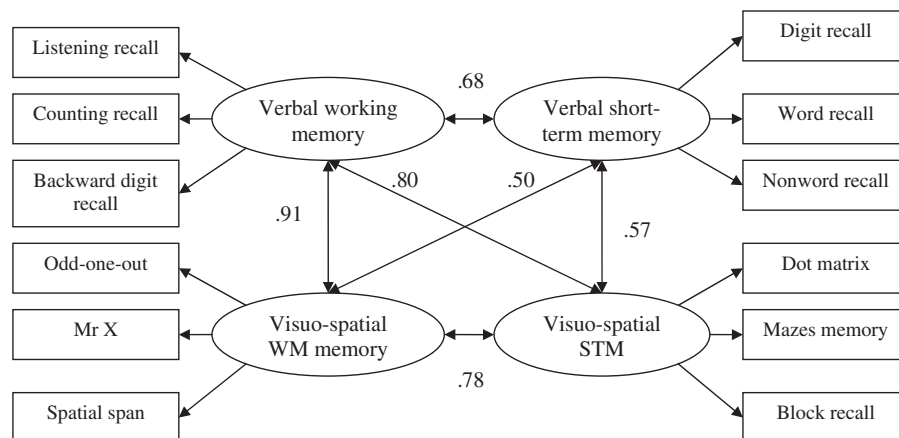 Listening recall
Counting recall
Backward digit
recall
Odd-one-out
Mr X
Spatial span
Verbal working
memory
.68
Verbal short-
term memory
.91
.80
.50
.57
Visuo-spatial
WM memory
.78
Visuo-spatial
STM
Digit recall
Word recall
Nonword recall
Dot matrix
Mazes memory
Block recall